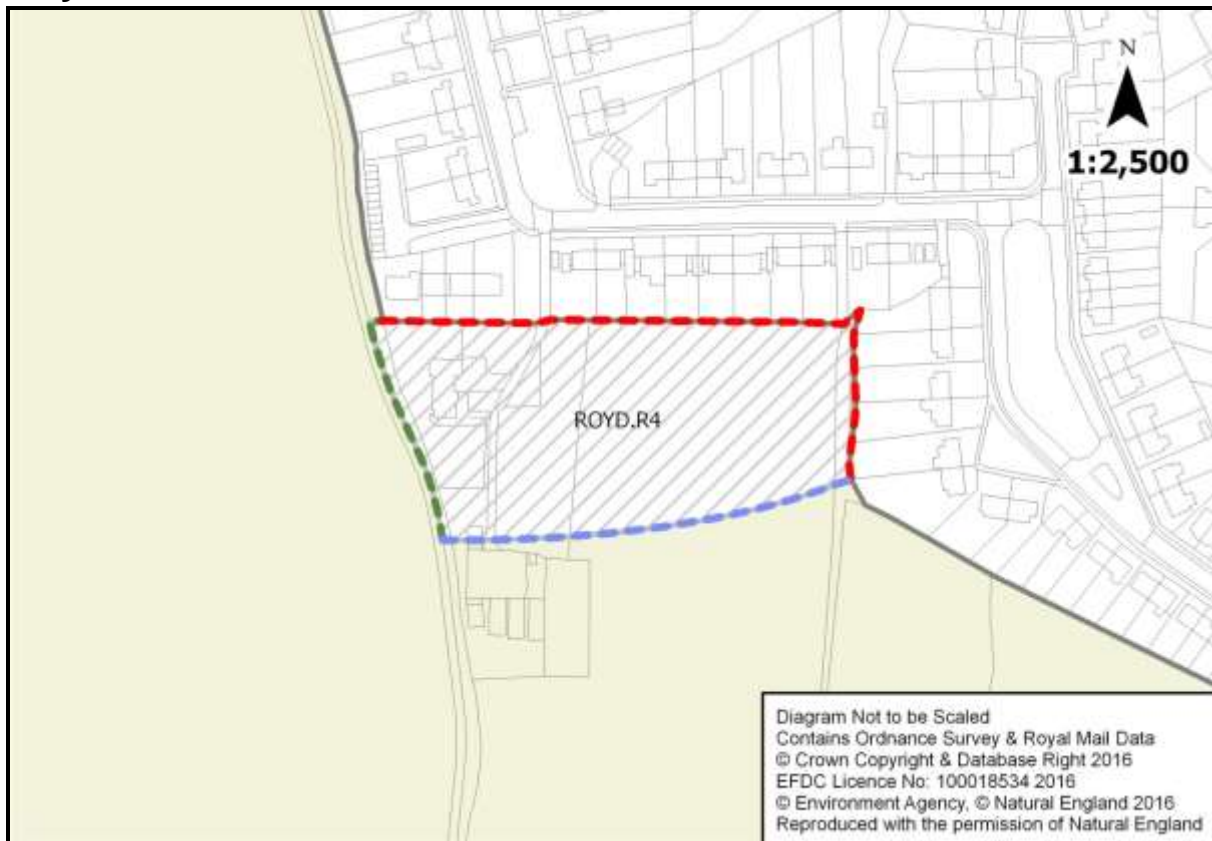 N
1:2,500
ROYD.R4
Diagram Not to be Scaled
Contains Ordnance Survey & Royal Mail Data
© Crown Copyright & Database Right 2016
EFDC Licence No: 100018534 2016
© Environment Agency, © Natural England 2016
Reproduced with the permission of Natural England